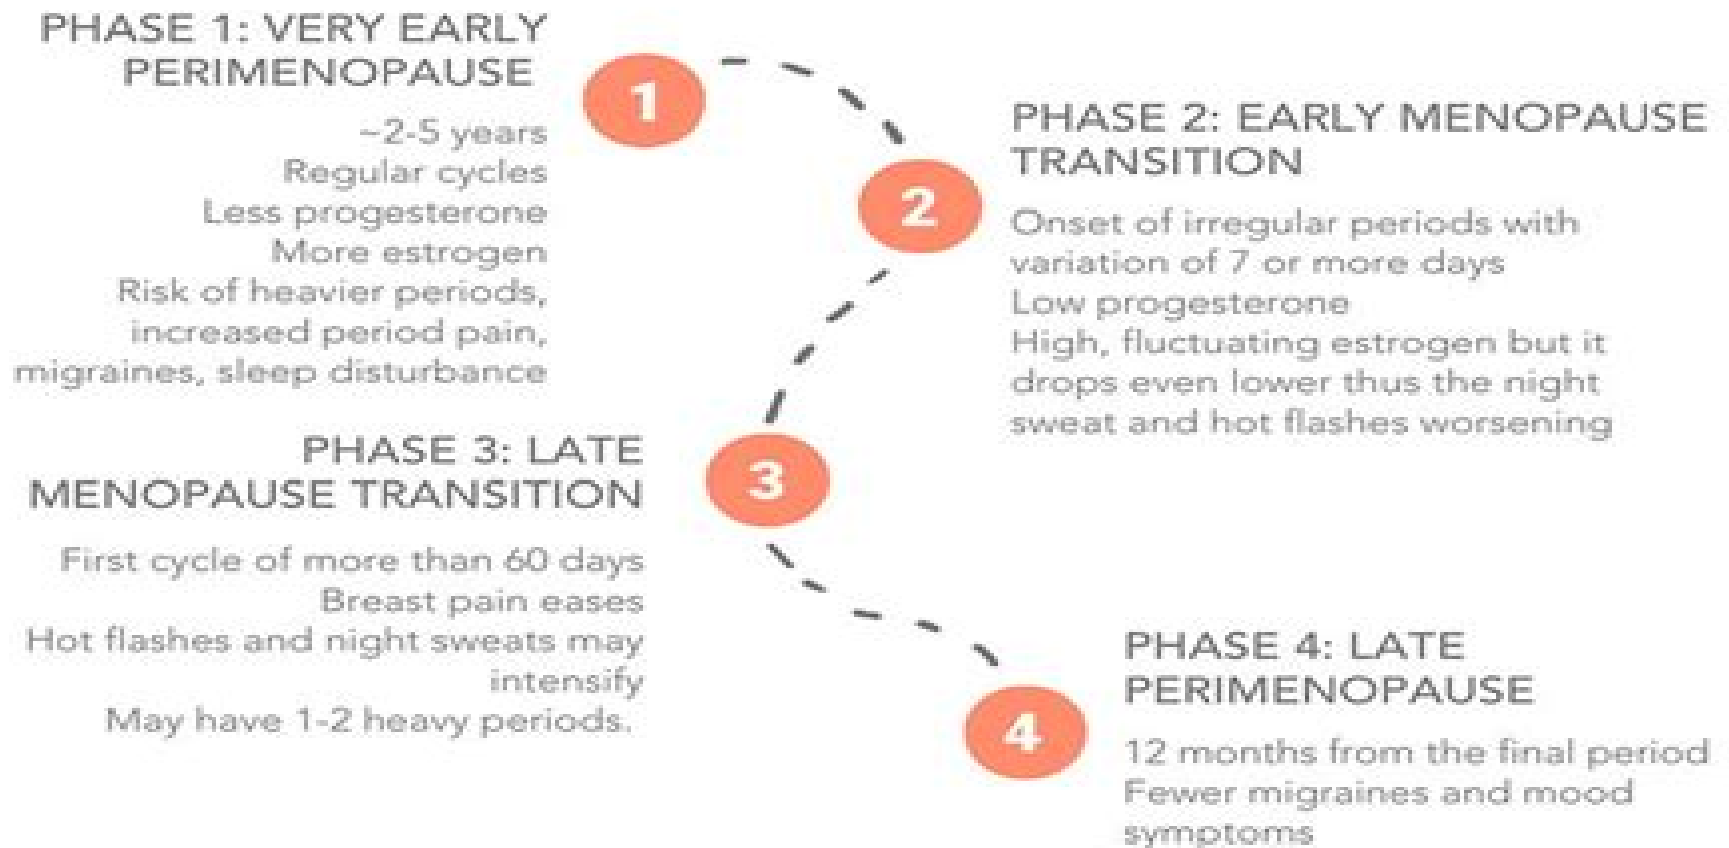 PHASE 1: VERY EARLY
PERIMENOPAUSE
~2-5 years
Regular cycles
Less progesterone
More estrogen
Risk of heavier periods,
increased period pain,
migraines, sleep disturbance
1
2
PHASE 2: EARLY MENOPAUSE
TRANSITION
Onset of irregular periods with
variation of 7 or more days
Low progesterone
High, fluctuating estrogen but it
drops even lower thus the night
sweat and hot flashes worsening
PHASE 3: LATE
MENOPAUSE TRANSITION
First cycle of more than 60 days
Breast pain eases
Hot flashes and night sweats may
intensify
May have 1-2 heavy periods.
3
4
PHASE 4: LATE
PERIMENOPAUSE
12 months from the final period
Fewer migraines and mood
symptoms